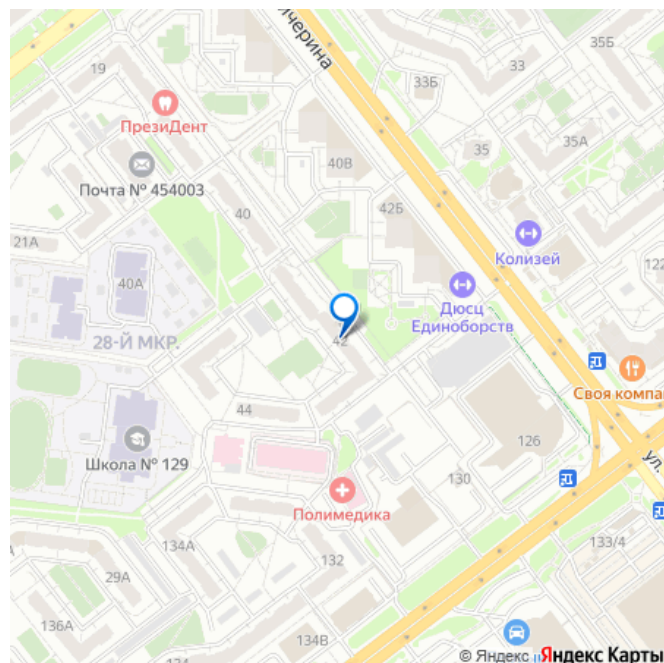 ичерина
35Б
19
33
33Б
ПрезиДент
35А
35
40В
Почта № 454003
42Б
40
21А
Колизей
122
40А
Дюсц
Единоборств
28-Й МКР.
42
Своя компан
44
126
ул.
Школа № 129
130
Полимедика
134А
133/4
132
29А
136А
134В
© Яндекс Яндекс Карты